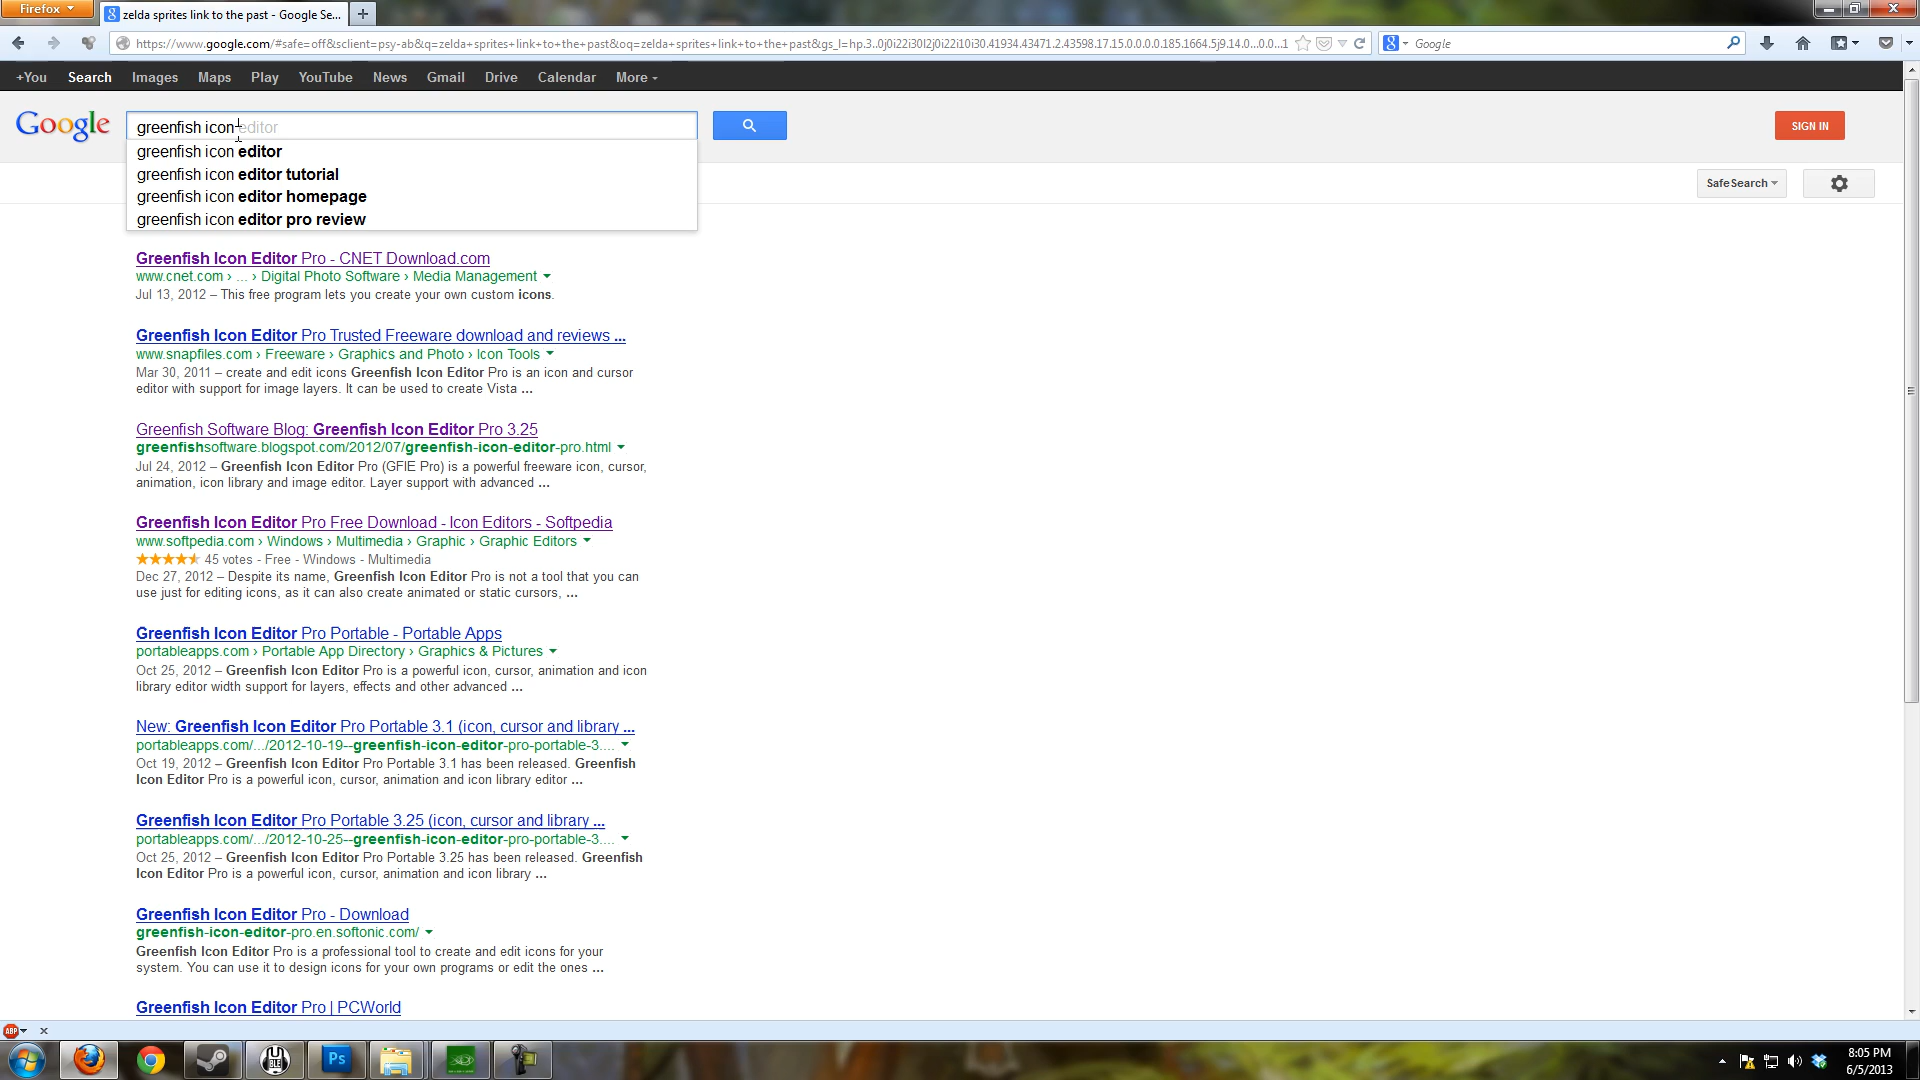 Firefox
zelda sprites link to the past - Google Se...
https://www.google.com/#safe=off&sclient=psy-ab&q=zelda+sprites+link+to+the+past&oq=zelda+sprites+link+to+the+past&gs_l=hp.3..0j0i22i30l2j0i22i10i30.41934.43471.2.43598.17.15.0.0.0.0.185.1664.5j9.14.0...0.0...1
Google
+You Search Images Maps Play YouTube News Gmail Drive Calendar More
Google
greenfish icon editor
SIGN IN
greenfish icon editor
greenfish icon editor tutorial
greenfish icon editor homepage
greenfish icon editor pro review
SafeSearch
Greenfish Icon Editor Pro - CNET Download.com
www.cnet.com › ... › Digital Photo Software › Media Management
Jul 13, 2012 – This free program lets you create your own custom icons.
Greenfish Icon Editor Pro Trusted Freeware download and reviews ...
www.snapfiles.com › Freeware › Graphics and Photo › Icon Tools
Mar 30, 2011 – create and edit icons Greenfish Icon Editor Pro is an icon and cursor
editor with support for image layers. It can be used to create Vista ...
Greenfish Software Blog: Greenfish Icon Editor Pro 3.25
greenfishsoftware.blogspot.com/2012/07/greenfish-icon-editor-pro.html
Jul 24, 2012 – Greenfish Icon Editor Pro (GFIE Pro) is a powerful freeware icon, cursor,
animation, icon library and image editor. Layer support with advanced ...
Greenfish Icon Editor Pro Free Download - Icon Editors - Softpedia
www.softpedia.com › Windows › Multimedia › Graphic › Graphic Editors
45 votes - Free - Windows - Multimedia
Dec 27, 2012 – Despite its name, Greenfish Icon Editor Pro is not a tool that you can
use just for editing icons, as it can also create animated or static cursors, ...
Greenfish Icon Editor Pro Portable - Portable Apps
portableapps.com › Portable App Directory › Graphics & Pictures
Oct 25, 2012 – Greenfish Icon Editor Pro is a powerful icon, cursor, animation and icon
library editor width support for layers, effects and other advanced ...
New: Greenfish Icon Editor Pro Portable 3.1 (icon, cursor and library ...
portableapps.com/.../2012-10-19--greenfish-icon-editor-pro-portable-3....
Oct 19, 2012 – Greenfish Icon Editor Pro Portable 3.1 has been released. Greenfish
Icon Editor Pro is a powerful icon, cursor, animation and icon library editor ...
Greenfish Icon Editor Pro Portable 3.25 (icon, cursor and library ...
portableapps.com/.../2012-10-25--greenfish-icon-editor-pro-portable-3....
Oct 25, 2012 – Greenfish Icon Editor Pro Portable 3.25 has been released. Greenfish
Icon Editor Pro is a powerful icon, cursor, animation and icon library ...
Greenfish Icon Editor Pro - Download
greenfish-icon-editor-pro.en.softonic.com/
Greenfish Icon Editor Pro is a professional tool to create and edit icons for your
system. You can use it to design icons for your own programs or edit the ones ...
Greenfish Icon Editor Pro | PCWorld
ABP
Ps
8:05 PM
6/5/2013